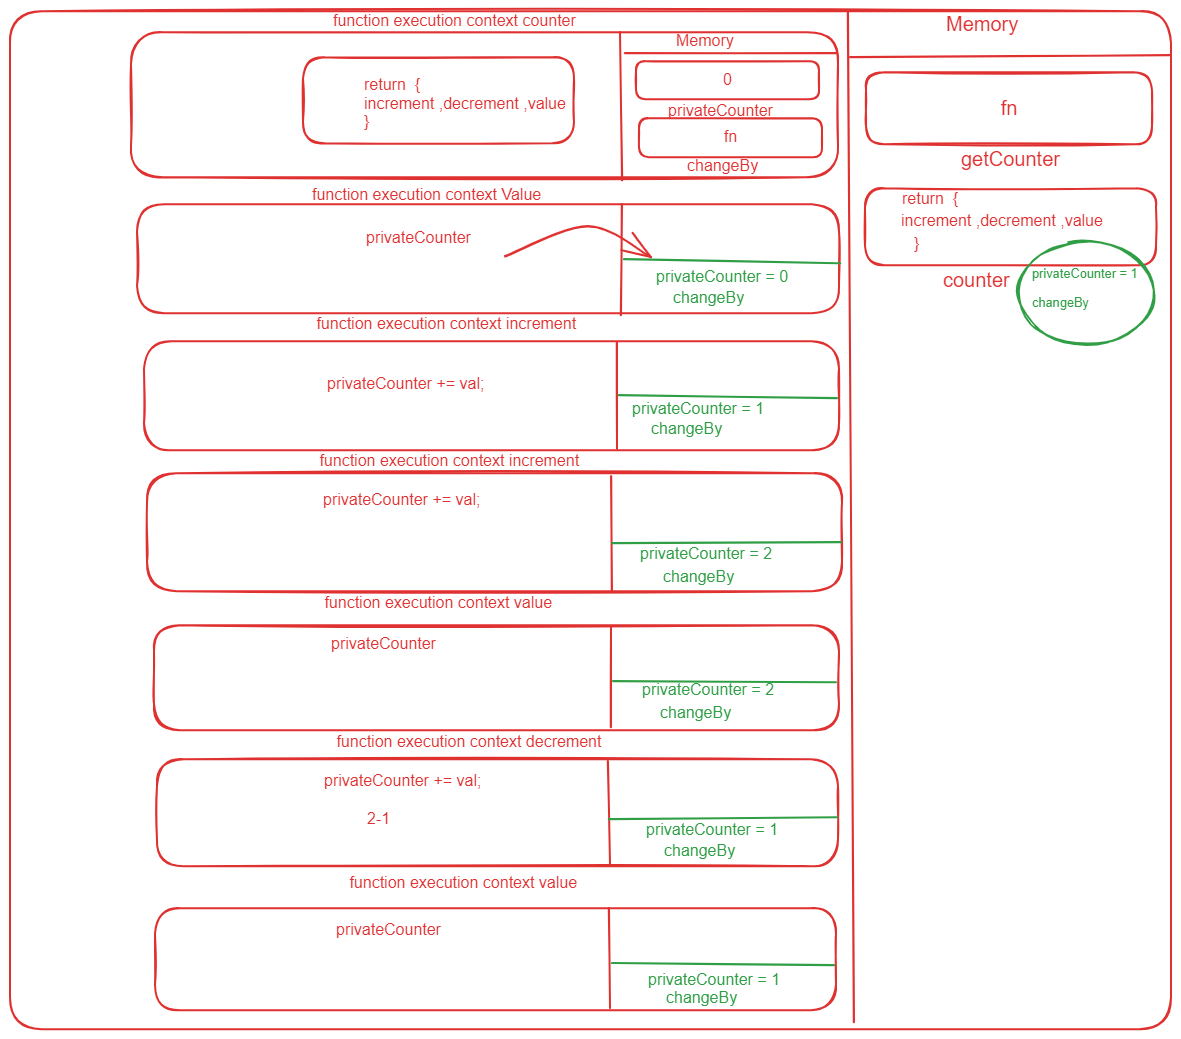 function execution context counter
Memory
return  {
increment ,decrement ,value
}
0
privateCounter
fn
changeBy
function execution context Value
privateCounter
privateCounter = 0
changeBy
function execution context increment
privateCounter += val;
privateCounter = 1
changeBy
function execution context increment
privateCounter += val;
privateCounter = 2
changeBy
function execution context value
privateCounter
privateCounter = 2
changeBy
function execution context decrement
privateCounter += val;
2-1
privateCounter = 1
changeBy
function execution context value
privateCounter
privateCounter = 1
changeBy
Memory
fn
getCounter
return  {
increment ,decrement ,value
}
counter
privateCounter = 1
changeBy